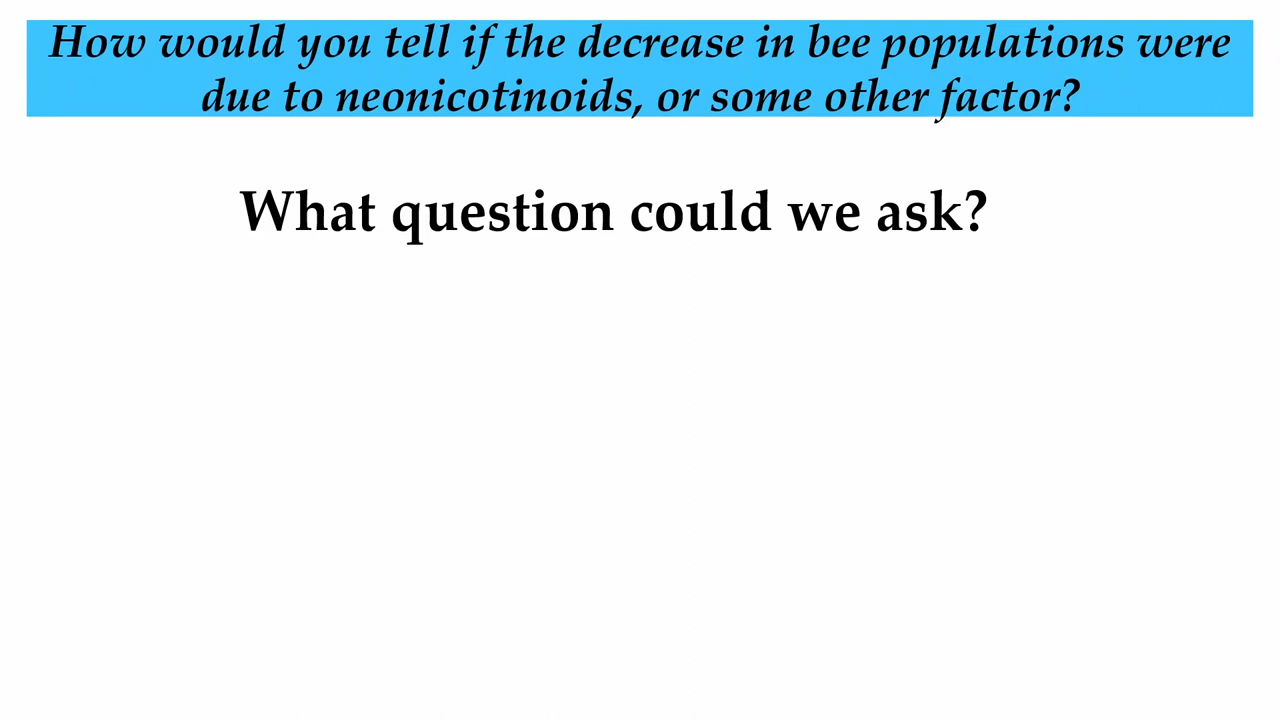 How would you tell if the decrease in bee populations were
due to neonicotinoids, or some other factor?
What question could we ask?